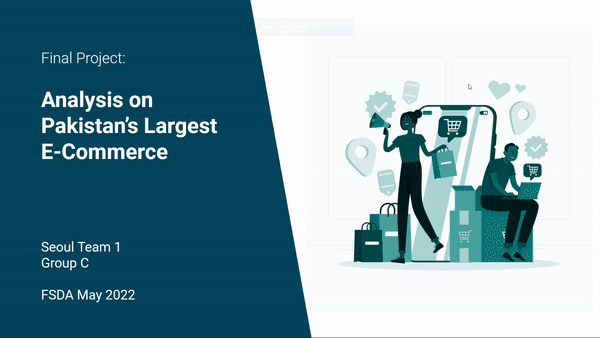 Final Project:
Analysis on
Pakistan's Largest
E-Commerce
Seoul Team 1
Group C
FSDA May 2022